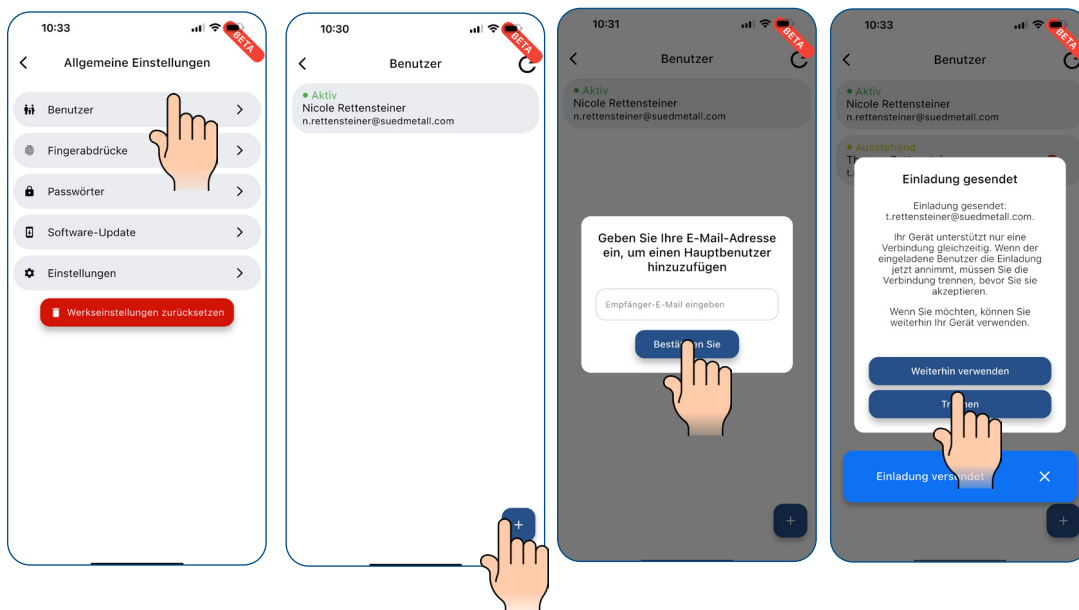 10:33
BETA
Allgemeine Einstellungen
Benutzer
Fingerabdrücke
Passwörter
Software-Update
Einstellungen
Werkseinstellungen zurücksetzen
10:30
BETA
Benutzer
Aktiv
Nicole Rettensteiner
n.rettensteiner@suedmetall.com
+
10:31
BETA
Benutzer
Aktiv
Nicole Rettensteiner
n.rettensteiner@suedmetall.com
Geben Sie Ihre E-Mail-Adresse
ein, um einen Hauptbenutzer
hinzuzufügen
Empfänger-E-Mail eingeben
Sie
+
10:33
BETA
Benutzer
Aktiv
Nicole Rettensteiner
n.rettensteiner@suedmetall.com
Ausstehend
Einladung gesendet
Einladung gesendet:
t.rettensteiner@suedmetall.com.
Ihr Gerät unterstützt nur eine
Verbindung gleichzeitig. Wenn der
eingeladene Benutzer die Einladung
jetzt annimmt, müssen Sie die
Verbindung trennen, bevor Sie sie
akzeptieren.
Wenn Sie möchten, können Sie
weiterhin Ihr Gerät verwenden.
Weiterhin verwenden
Einladung versendet
+